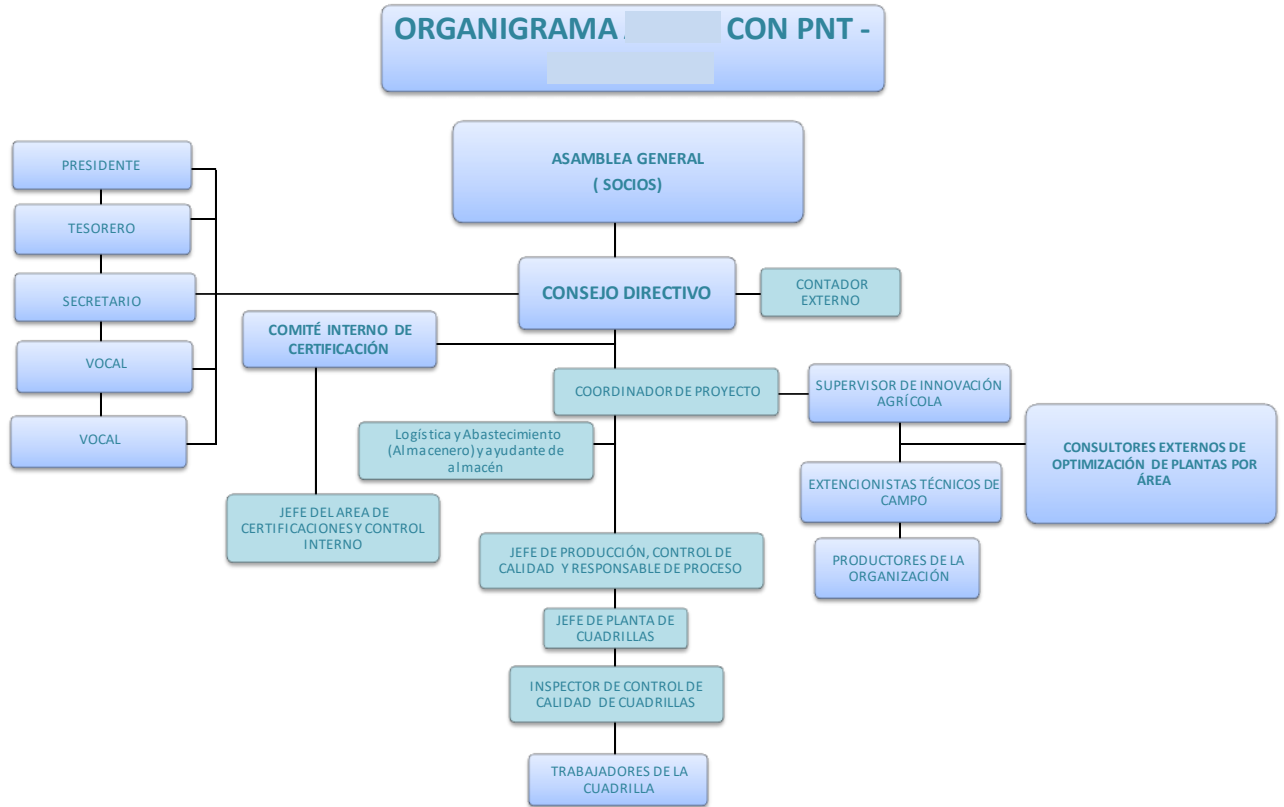 ORGANIGRAMA CON PNT -
ASAMBLEA GENERAL
( SOCIOS)
PRESIDENTE
TESORERO
SECRETARIO
VOCAL
VOCAL
CONSEJO DIRECTIVO
CONTADOR
EXTERNO
COMITÉ INTERNO DE
CERTIFICACIÓN
COORDINADOR DE PROYECTO
SUPERVISOR DE INNOVACIÓN
AGRÍCOLA
Logística y Abastecimiento
(Almacenero) y ayudante de
almacén
CONSULTORES EXTERNOS DE
OPTIMIZACIÓN DE PLANTAS POR
ÁREA
EXTENCIONISTAS TÉCNICOS DE
CAMPO
JEFE DEL AREA DE
CERTIFICACIONES Y CONTROL
INTERNO
JEFE DE PRODUCCIÓN, CONTROL DE
CALIDAD Y RESPONSABLE DE PROCESO
PRODUCTORES DE LA
ORGANIZACIÓN
JEFE DE PLANTA DE
CUADRILLAS
INSPECTOR DE CONTROL DE
CALIDAD DE CUADRILLAS
TRABAJADORES DE LA
CUADRILLA